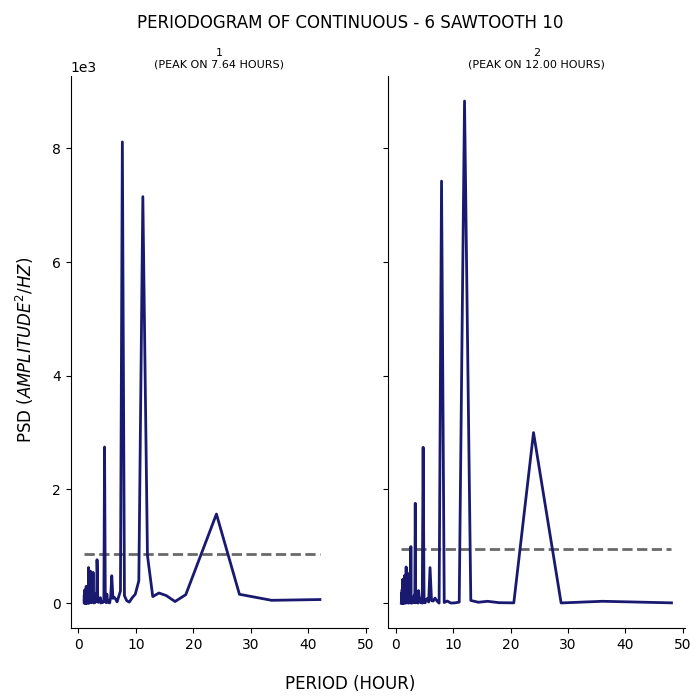 PERIODOGRAM OF CONTINUOUS - 6 SAWTOOTH 10
1
(PEAK ON 7.64 HOURS)
2
(PEAK ON 12.00 HOURS)
1e3
8
6
4
2
0
PSD (AMPLITUDE²/HZ)
0 10 20 30 40 50
0 10 20 30 40 50
PERIOD (HOUR)